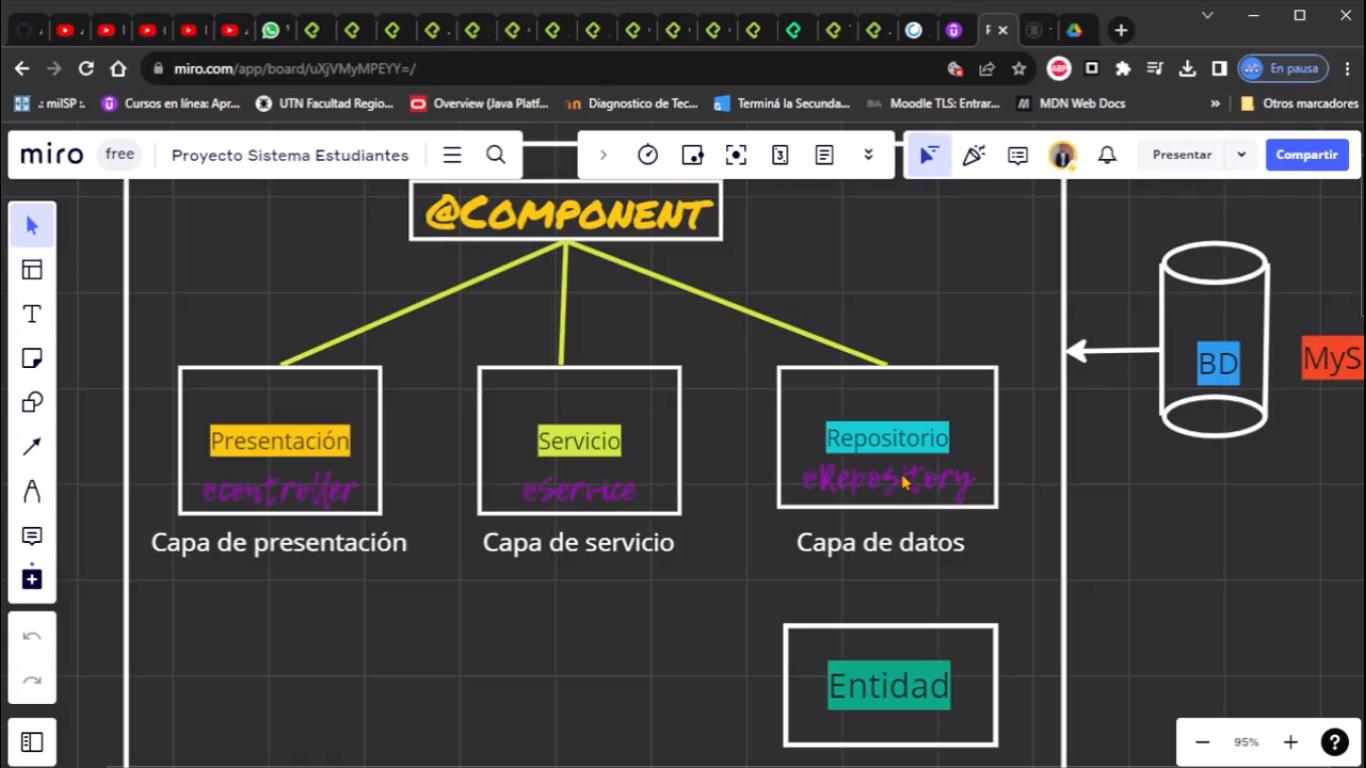 miro.com/app/board/uXjVMyMPEYY=/
En pausa
.: miISP :.
Cursos en línea: Apr...
UTN Facultad Regio...
Overview (Java Platf...
Diagnostico de Tec...
Terminá la Secunda...
Moodle TLS: Entrar...
MDN Web Docs
»
Otros marcadores
miro
free
Proyecto Sistema Estudiantes
Presentar
Compartir
@Component
BD
MyS
Presentación
Servicio
Repositorio
@controller
@Service
@Repository
Capa de presentación
Capa de servicio
Capa de datos
Entidad
95%